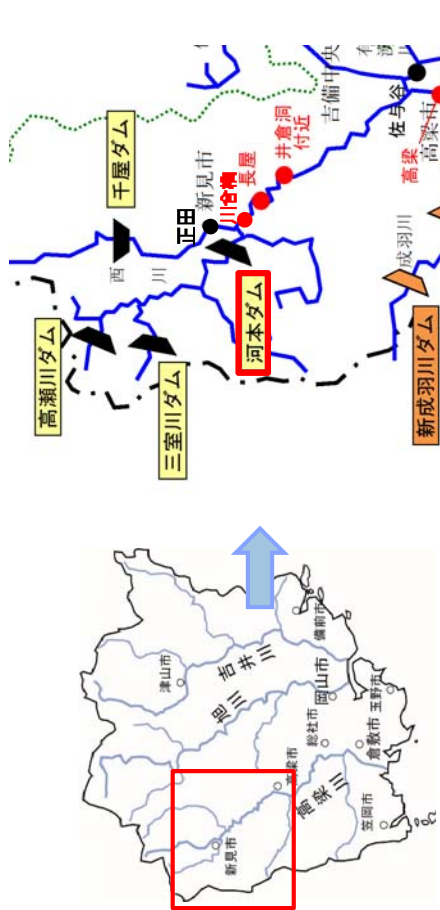 津山市
吉井川
旭川
備前市
岡山市
玉野市
総社市
倉敷市
高梁市
高梁川
新見市
笠岡市
高瀬川ダム
三室川ダム
千屋ダム
西
川
正田
新見市
川合橋
長屋
井倉洞
付近
河本ダム
吉備中央
佐与谷
高梁市
高梁
成羽川
新成羽川ダム